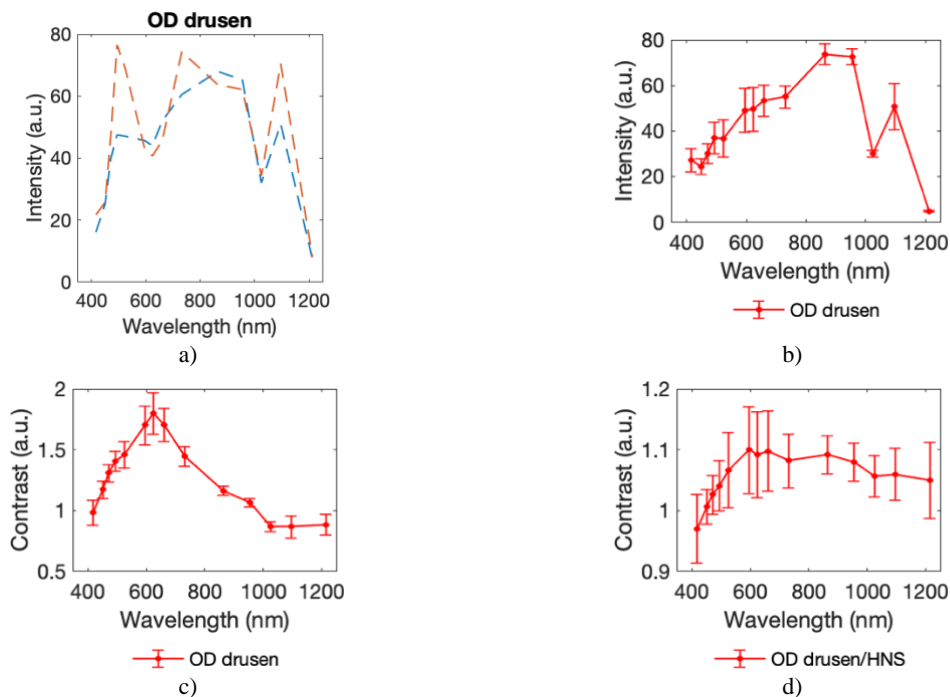 OD drusen
80
60
40
20
0
Intensity (a.u.)
400 600 800 1000 1200
Wavelength (nm)
a)
80
60
40
20
0
Intensity (a.u.)
400 600 800 1000 1200
Wavelength (nm)
OD drusen
b)
2
1.5
1
0.5
Contrast (a.u.)
400 600 800 1000 1200
Wavelength (nm)
OD drusen
c)
1.2
1.1
1
0.9
Contrast (a.u.)
400 600 800 1000 1200
Wavelength (nm)
OD drusen/HNS
d)